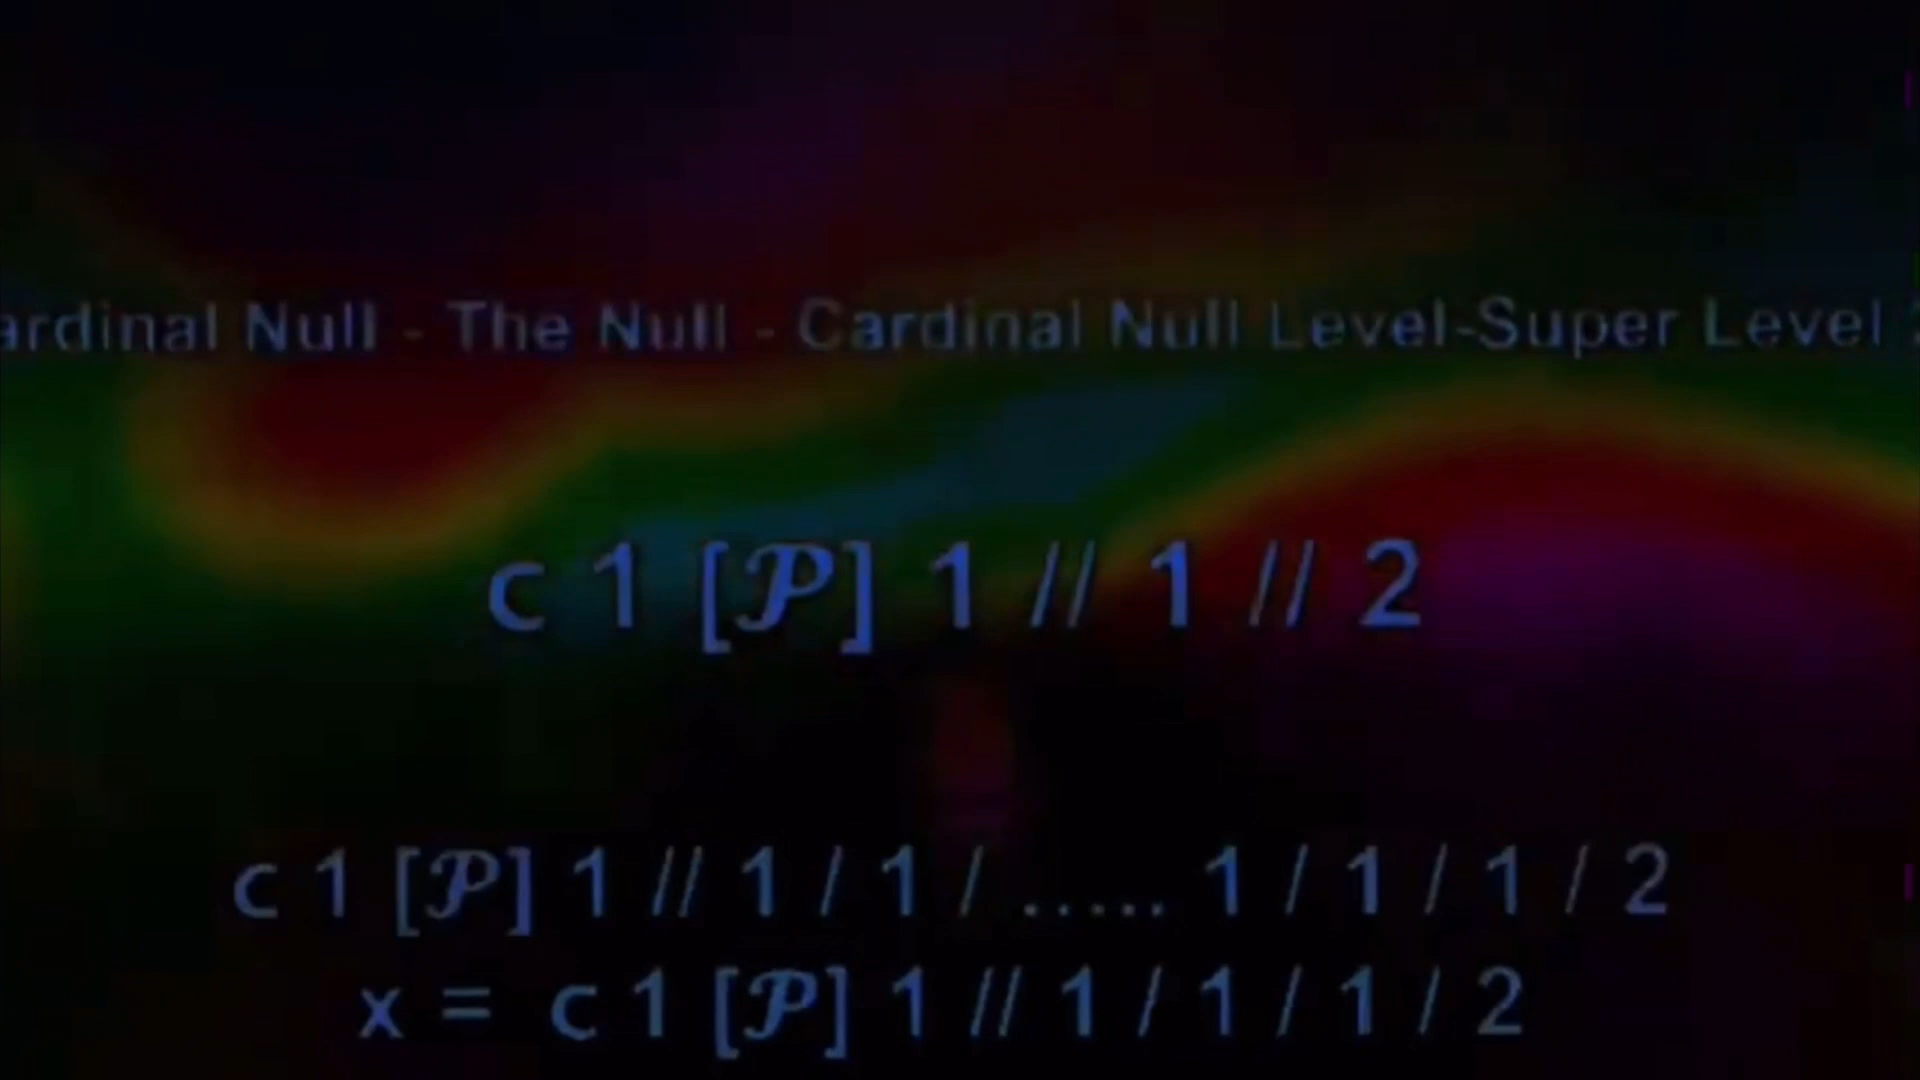 ardinal Null - The Null - Cardinal Null Level-Super Level
c 1 [𝓟] 1 // 1 // 2
c 1 [𝓟] 1 // 1 / 1 / ..... 1 / 1 / 1 / 2
x = c 1 [𝓟] 1 // 1 / 1 / 1 / 2